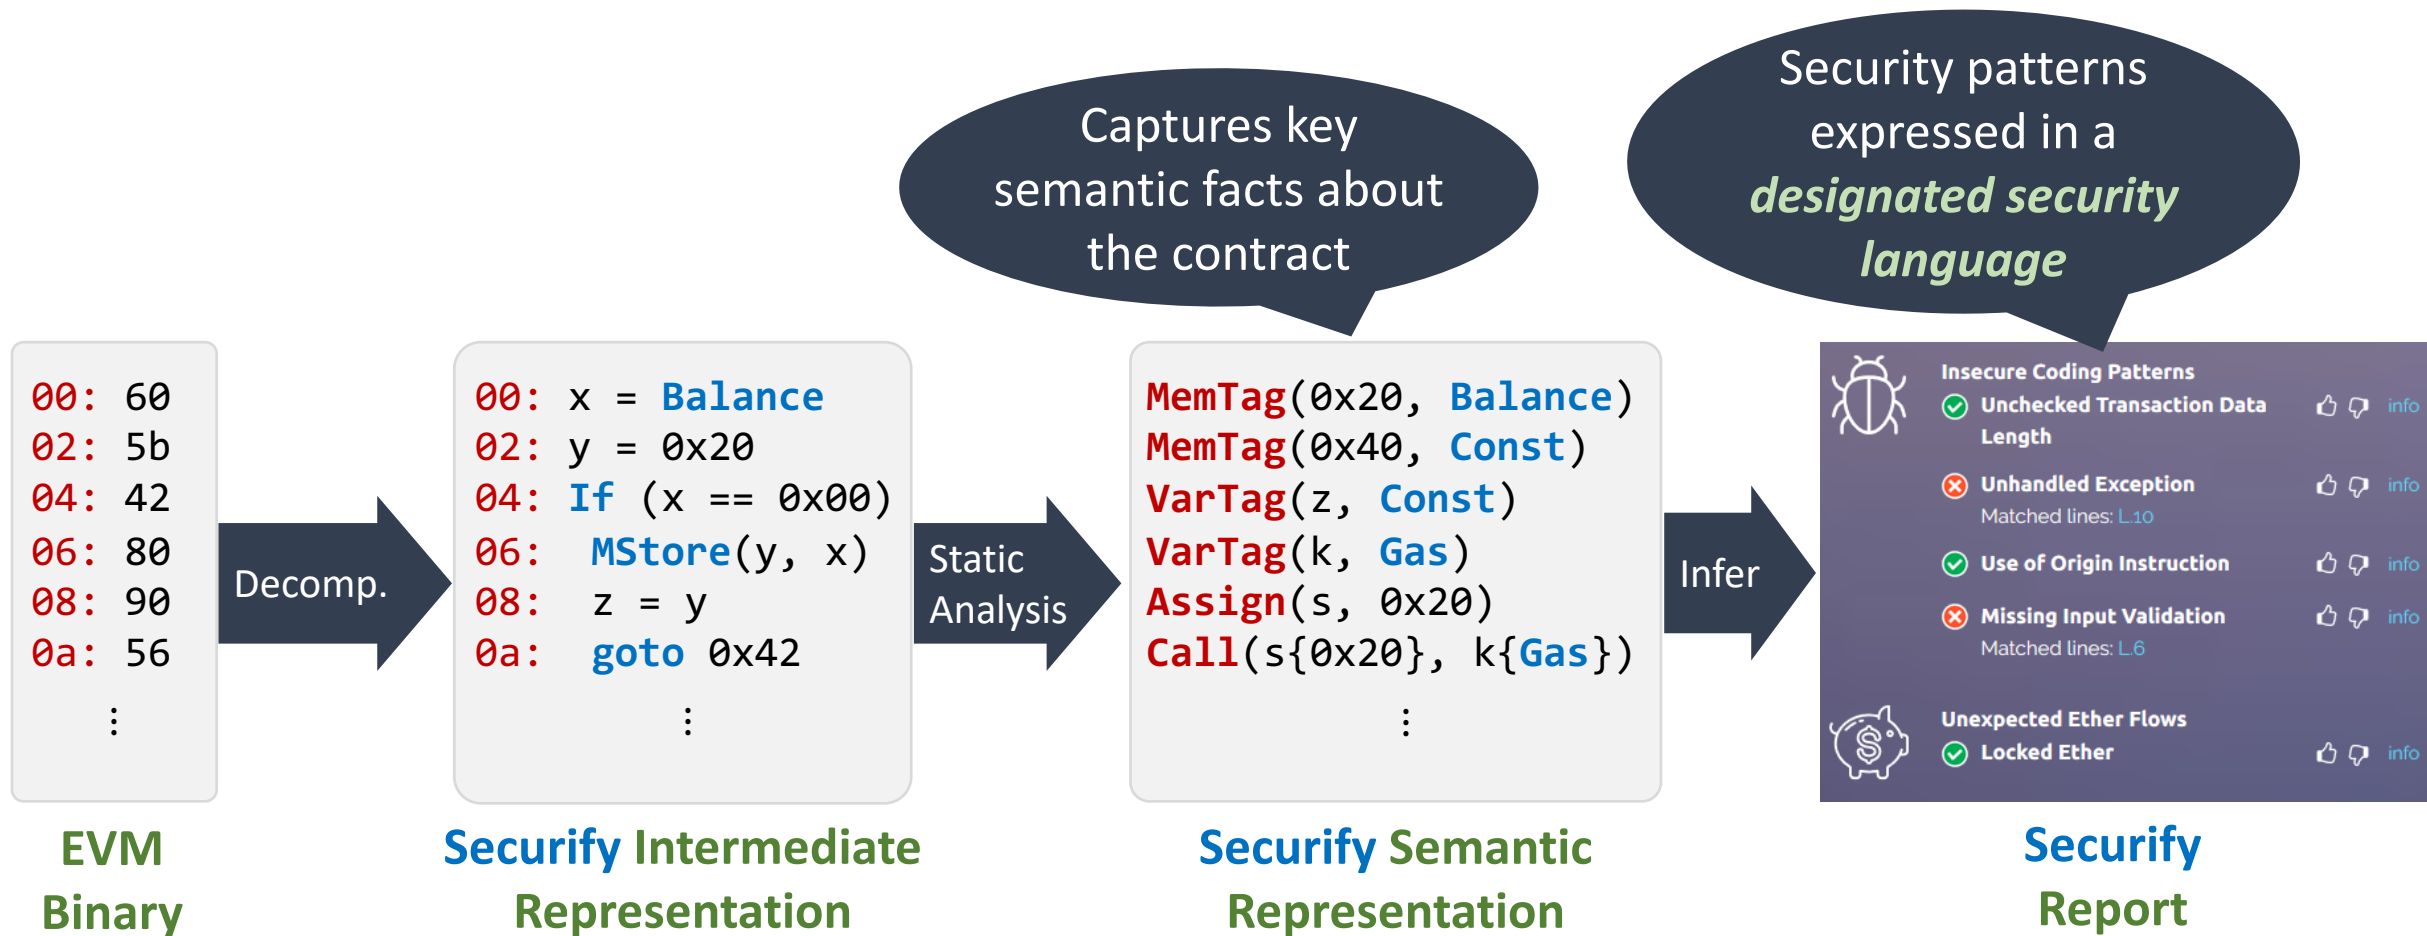 Captures key
semantic facts about
the contract
Security patterns
expressed in a
designated security
language
00: 60
02: 5b
04: 42
06: 80
08: 90
0a: 56
⋮
EVM
Binary
Decomp.
00: x = Balance
02: y = 0x20
04: If (x == 0x00)
06: MStore(y, x)
08: z = y
0a: goto 0x42
⋮
Securify Intermediate
Representation
Static
Analysis
MemTag(0x20, Balance)
MemTag(0x40, Const)
VarTag(z, Const)
VarTag(k, Gas)
Assign(s, 0x20)
Call(s{0x20}, k{Gas})
⋮
Securify Semantic
Representation
Infer
Insecure Coding Patterns
Unchecked Transaction Data info
Length
Unhandled Exception info
Matched lines: L.10
Use of Origin Instruction info
Missing Input Validation info
Matched lines: L.6
Unexpected Ether Flows
Locked Ether info
Securify
Report